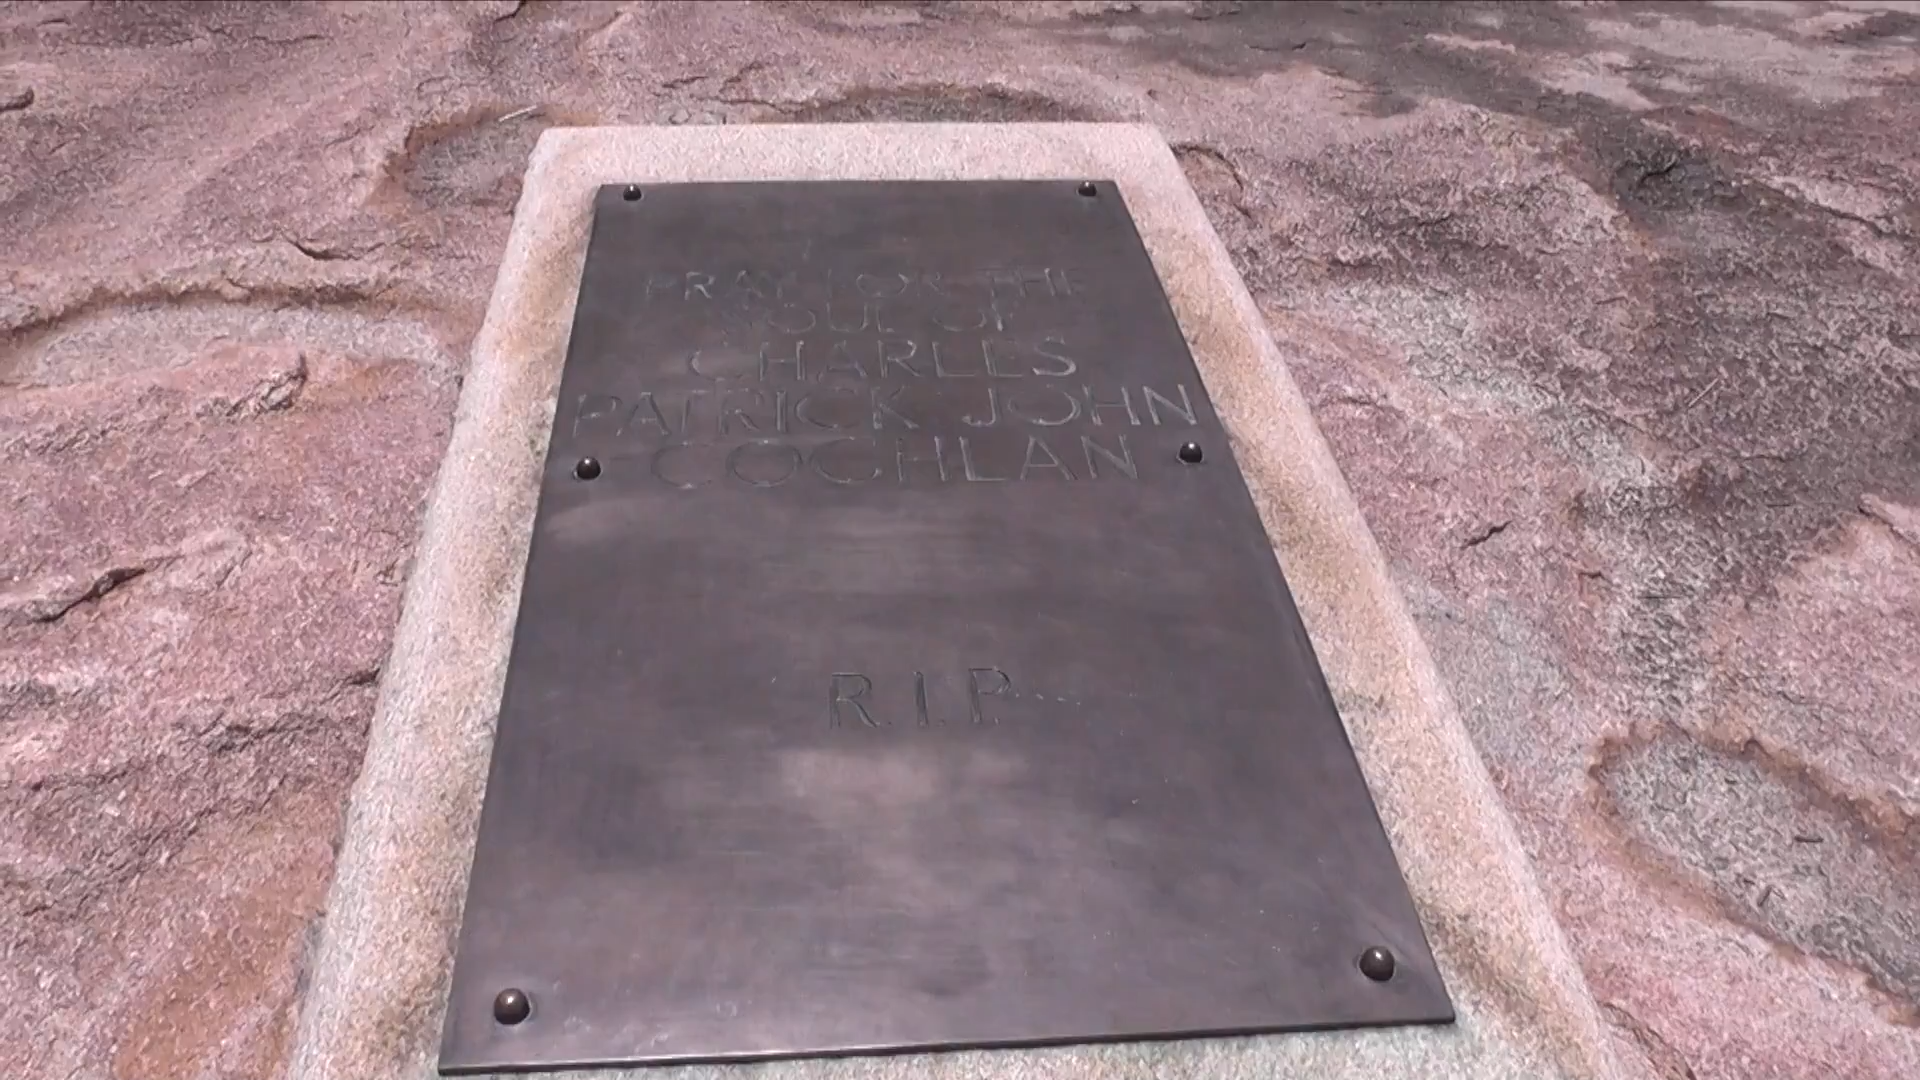 PRAY FOR THE
SOUL OF
CHARLES
PATRICK JOHN
COGHLAN
R.I.P.